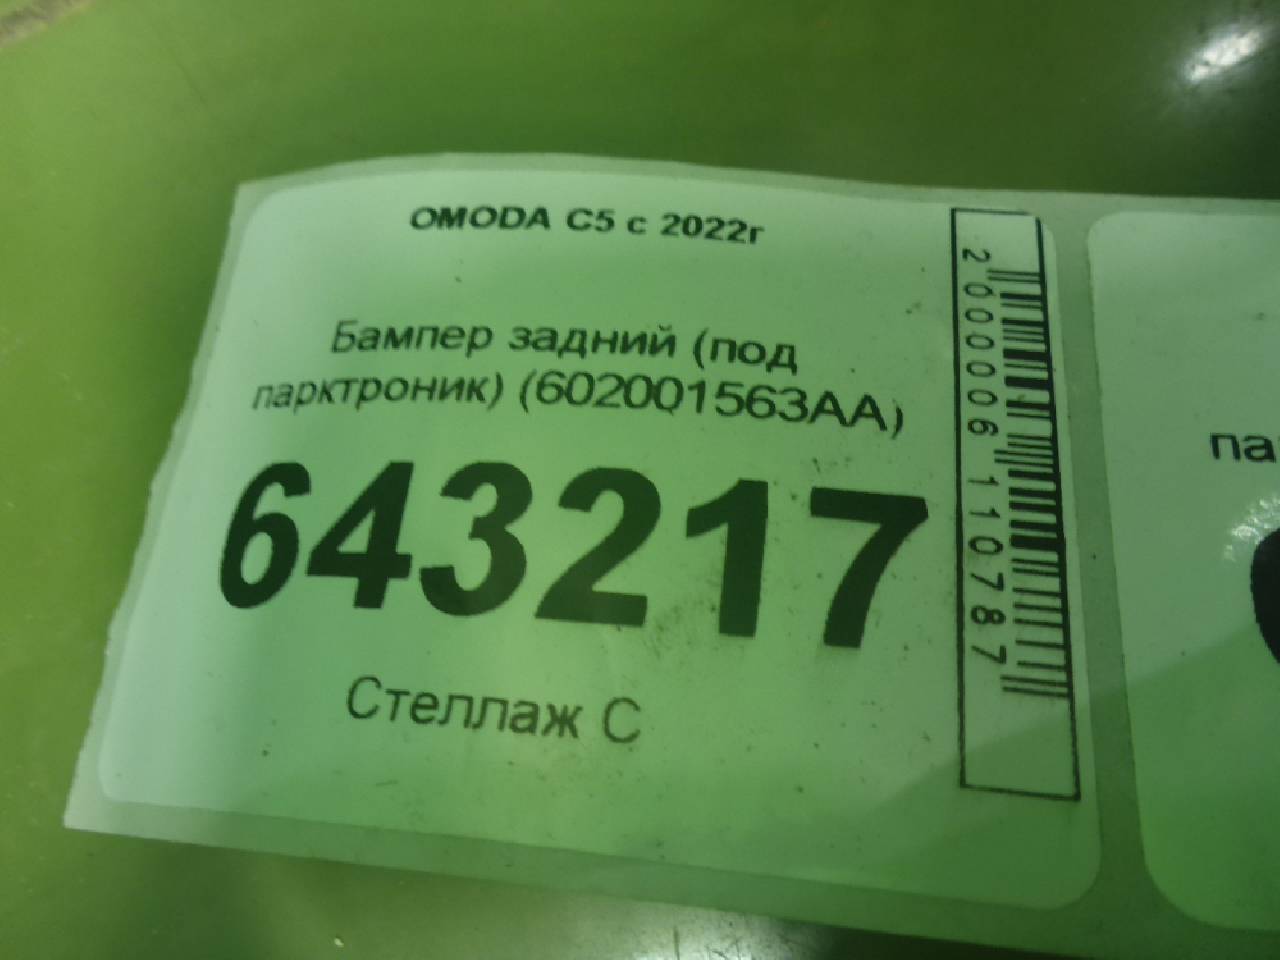 OMODA C5 с 2022г
Бампер задний (под
парктроник) (602001563AA)
643217
Стеллаж С
2000006110787
па